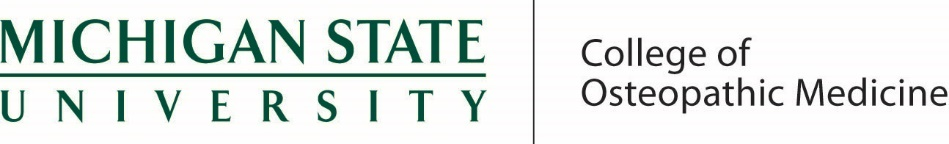 MICHIGAN STATE
UNIVERSITY
College of
Osteopathic Medicine